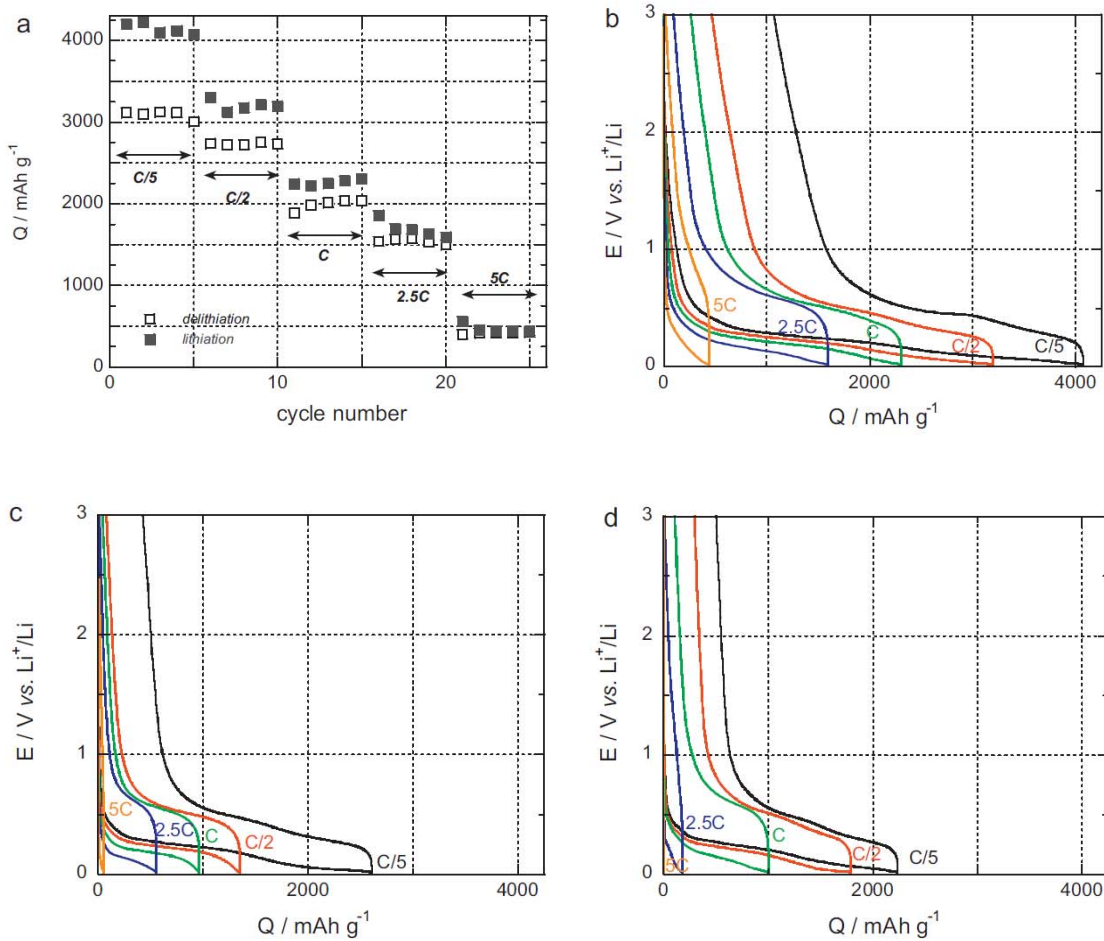 a
4000
3000
2000
1000
0
Q / mAh g⁻¹
C/5
C/2
C
2.5C
5C
delithiation
lithiation
0
10
20
cycle number
b
3
2
1
0
E / V vs. Li⁺/Li
5C
2.5C
C
C/2
C/5
0
2000
4000
Q / mAh g⁻¹
c
3
2
1
0
E / V vs. Li⁺/Li
5C
2.5C
C
C/2
C/5
0
2000
4000
Q / mAh g⁻¹
d
3
2
1
0
E / V vs. Li⁺/Li
5C
2.5C
C
C/2
C/5
0
2000
4000
Q / mAh g⁻¹